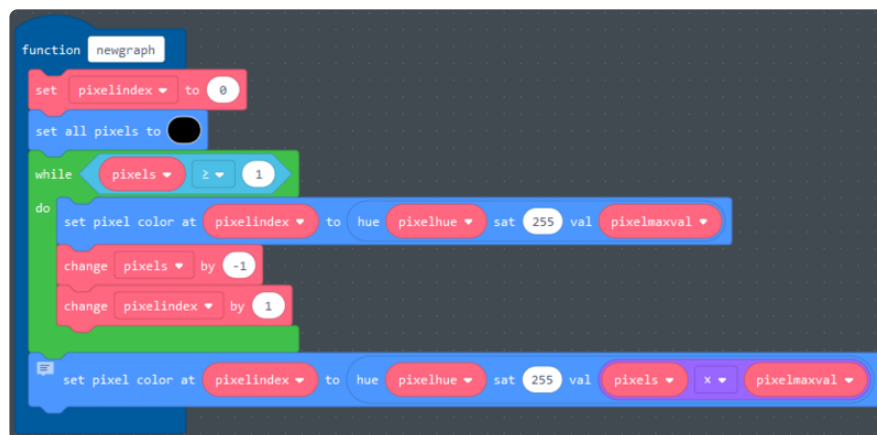 function newgraph
set pixelindex to 0
set all pixels to
while pixels ≥ 1
do
set pixel color at pixelindex to hue pixelhue sat 255 val pixelmaxval
change pixels by -1
change pixelindex by 1
set pixel color at pixelindex to hue pixelhue sat 255 val pixels x pixelmaxval